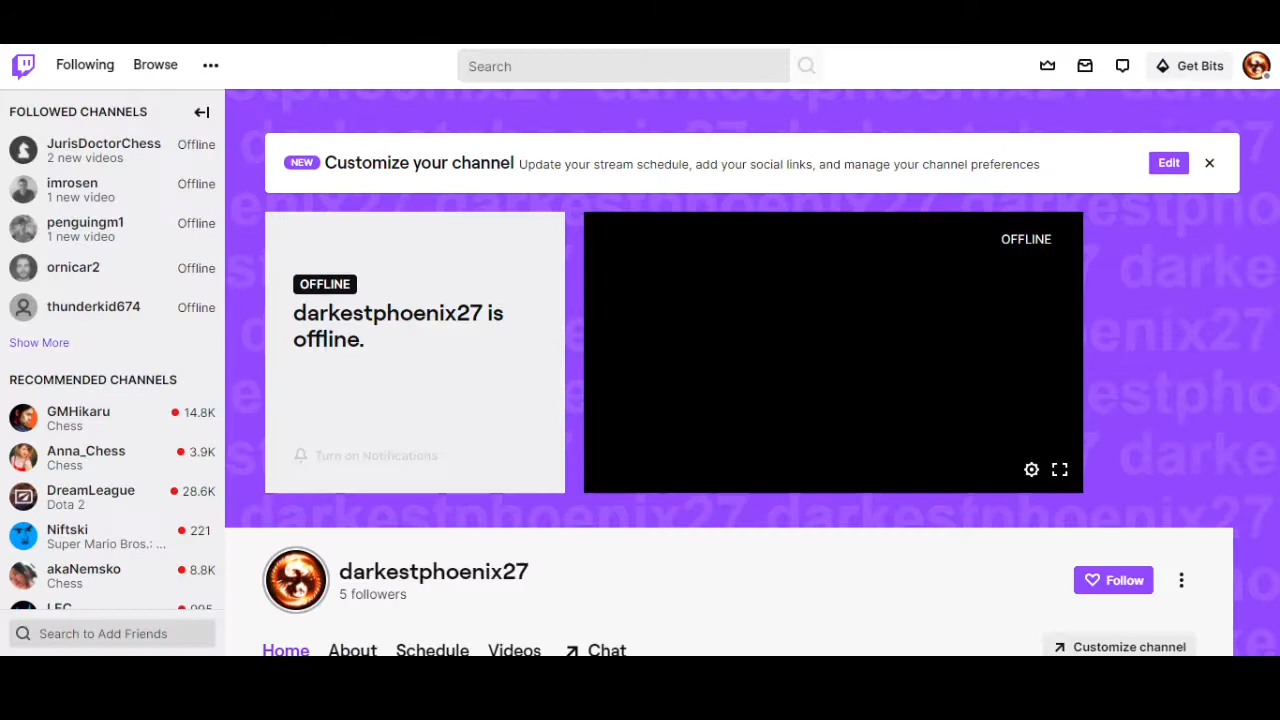 Following Browse
Search
Get Bits
FOLLOWED CHANNELS
JurisDoctorChess Offline
2 new videos
imrosen Offline
1 new video
penguingm1 Offline
1 new video
ornicar2 Offline
thunderkid674 Offline
Show More
RECOMMENDED CHANNELS
GMHikaru 14.8K
Chess
Anna_Chess 3.9K
Chess
DreamLeague 28.6K
Dota 2
Niftski 221
Super Mario Bros.: ...
akaNemsko 8.8K
Chess
Search to Add Friends
NEW Customize your channel Update your stream schedule, add your social links, and manage your channel preferences Edit
OFFLINE
darkestphoenix27 is
offline.
Turn on Notifications
OFFLINE
darkestphoenix27
5 followers
Follow
Home About Schedule Videos Chat
Customize channel